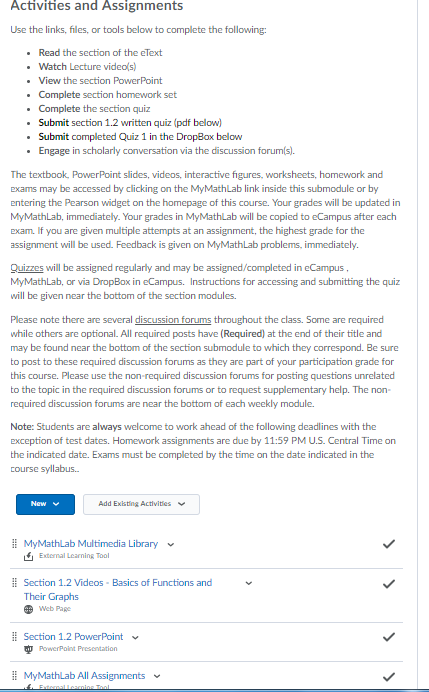 Activities and Assignments
Use the links, files, or tools below to complete the following:
• Read the section of the eText
• Watch Lecture video(s)
• View the section PowerPoint
• Complete section homework set
• Complete the section quiz
• Submit section 1.2 written quiz (pdf below)
• Submit completed Quiz 1 in the DropBox below
• Engage in scholarly conversation via the discussion forum(s).
The textbook, PowerPoint slides, videos, interactive figures, worksheets, homework and
exams may be accessed by clicking on the MyMathLab link inside this submodule or by
entering the Pearson widget on the homepage of this course. Your grades will be updated in
MyMathLab, immediately. Your grades in MyMathLab will be copied to eCampus after each
exam. If you are given multiple attempts at an assignment, the highest grade for the
assignment will be used. Feedback is given on MyMathLab problems, immediately.
Quizzes will be assigned regularly and may be assigned/completed in eCampus ,
MyMathLab, or via DropBox in eCampus. Instructions for accessing and submitting the quiz
will be given near the bottom of the section modules.
Please note there are several discussion forums throughout the class. Some are required
while others are optional. All required posts have (Required) at the end of their title and
may be found near the bottom of the section submodule to which they correspond. Be sure
to post to these required discussion forums as they are part of your participation grade for
this course. Please use the non-required discussion forums for posting questions unrelated
to the topic in the required discussion forums or to request supplementary help. The non-
required discussion forums are near the bottom of each weekly module.
Note: Students are always welcome to work ahead of the following deadlines with the
exception of test dates. Homework assignments are due by 11:59 PM U.S. Central Time on
the indicated date. Exams must be completed by the time on the date indicated in the
course syllabus..
New Add Existing Activities
MyMathLab Multimedia Library
External Learning Tool
Section 1.2 Videos - Basics of Functions and
Their Graphs
Web Page
Section 1.2 PowerPoint
PowerPoint Presentation
MyMathLab All Assignments
External Learning Tool